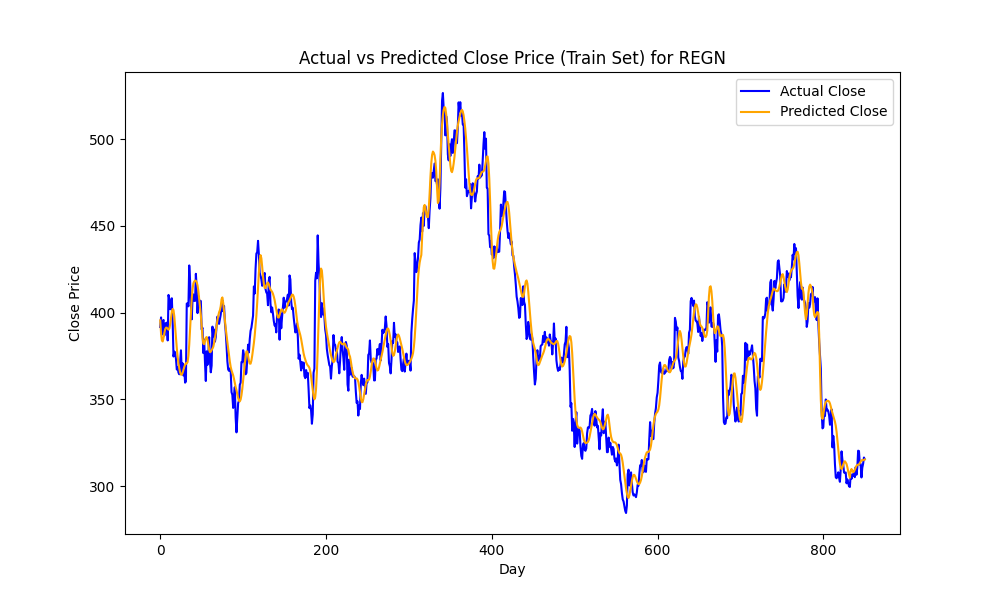 Actual vs Predicted Close Price (Train Set) for REGN
Actual Close
Predicted Close
Close Price
500
450
400
350
300
0 200 400 600 800
Day